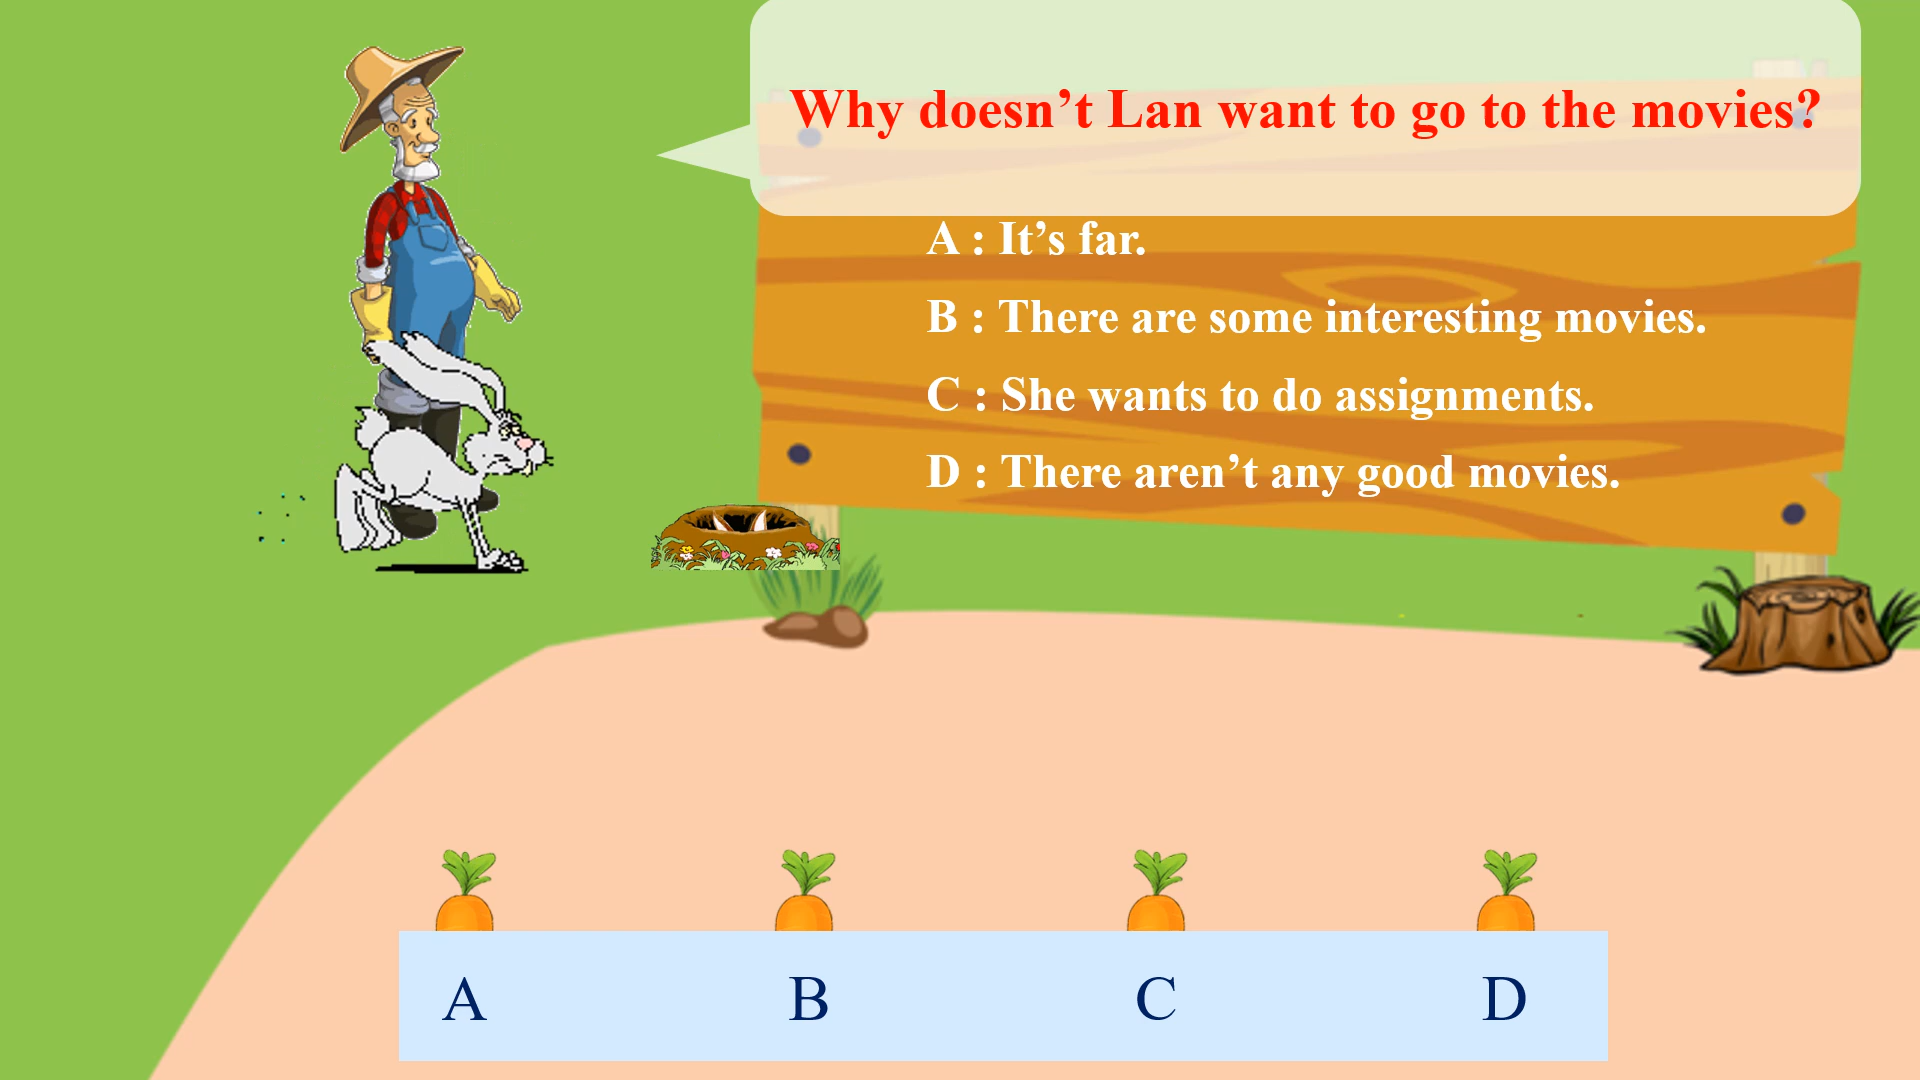 Why doesn’t Lan want to go to the movies?
A : It’s far.
B : There are some interesting movies.
C : She wants to do assignments.
D : There aren’t any good movies.
A B C D